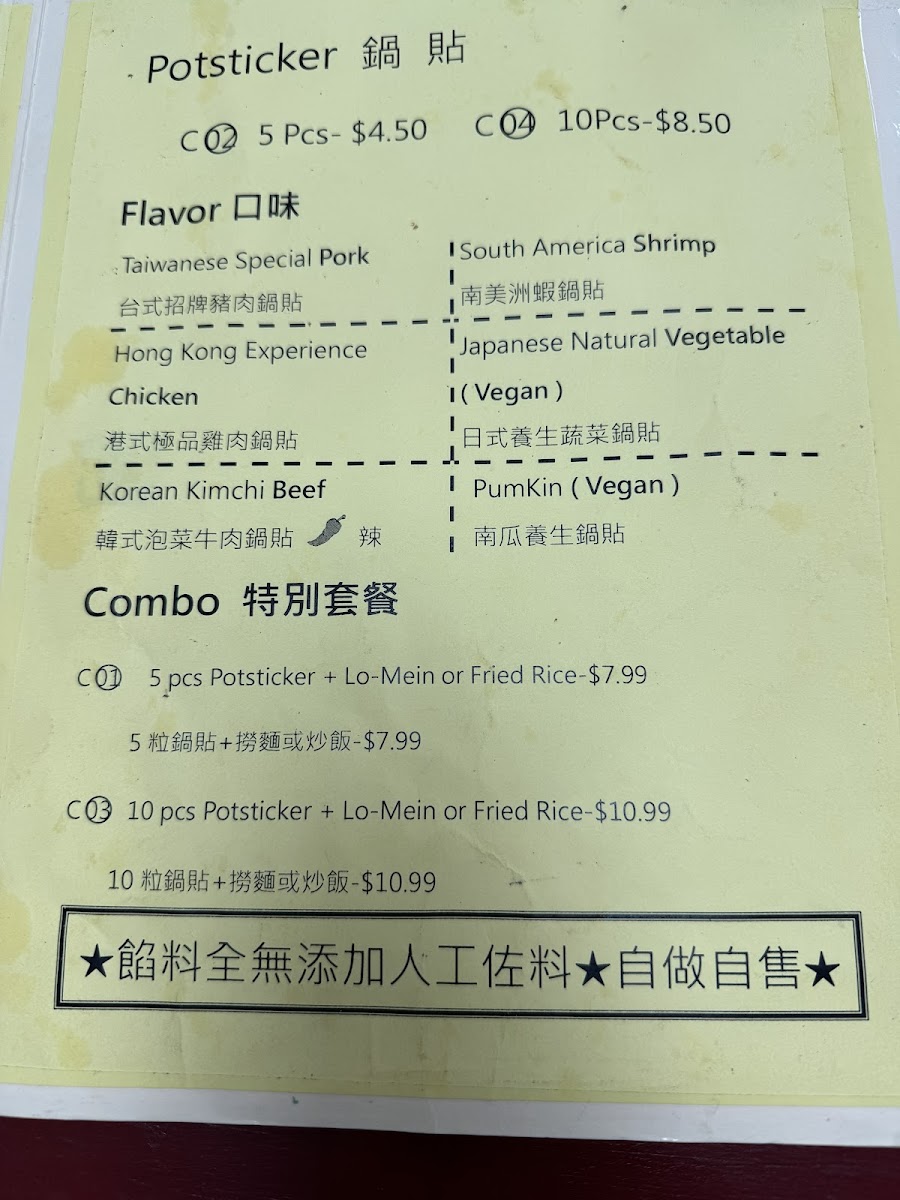 Potsticker 鍋 貼
C 02 5 Pcs- $4.50 C 04 10Pcs-$8.50
Flavor 口味
Taiwanese Special Pork
台式招牌豬肉鍋貼
South America Shrimp
南美洲蝦鍋貼
Hong Kong Experience
Chicken
港式極品雞肉鍋貼
Japanese Natural Vegetable
( Vegan )
日式養生蔬菜鍋貼
Korean Kimchi Beef
韓式泡菜牛肉鍋貼 辣
PumKin ( Vegan )
南瓜養生鍋貼
Combo 特別套餐
C 01 5 pcs Potsticker + Lo-Mein or Fried Rice-$7.99
5 粒鍋貼+撈麵或炒飯-$7.99
C 03 10 pcs Potsticker + Lo-Mein or Fried Rice-$10.99
10 粒鍋貼+撈麵或炒飯-$10.99
★餡料全無添加人工佐料★自做自售★